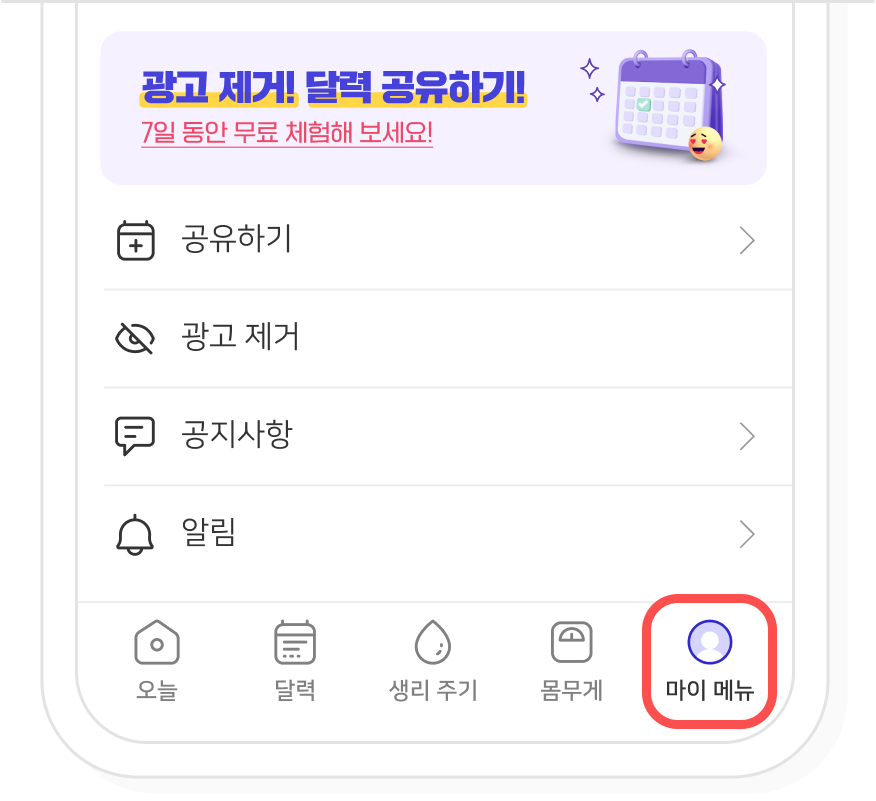 광고 제거! 달력 공유하기!
7일 동안 무료 체험해 보세요!
공유하기
광고 제거
공지사항
알림
오늘
달력
생리 주기
몸무게
마이 메뉴